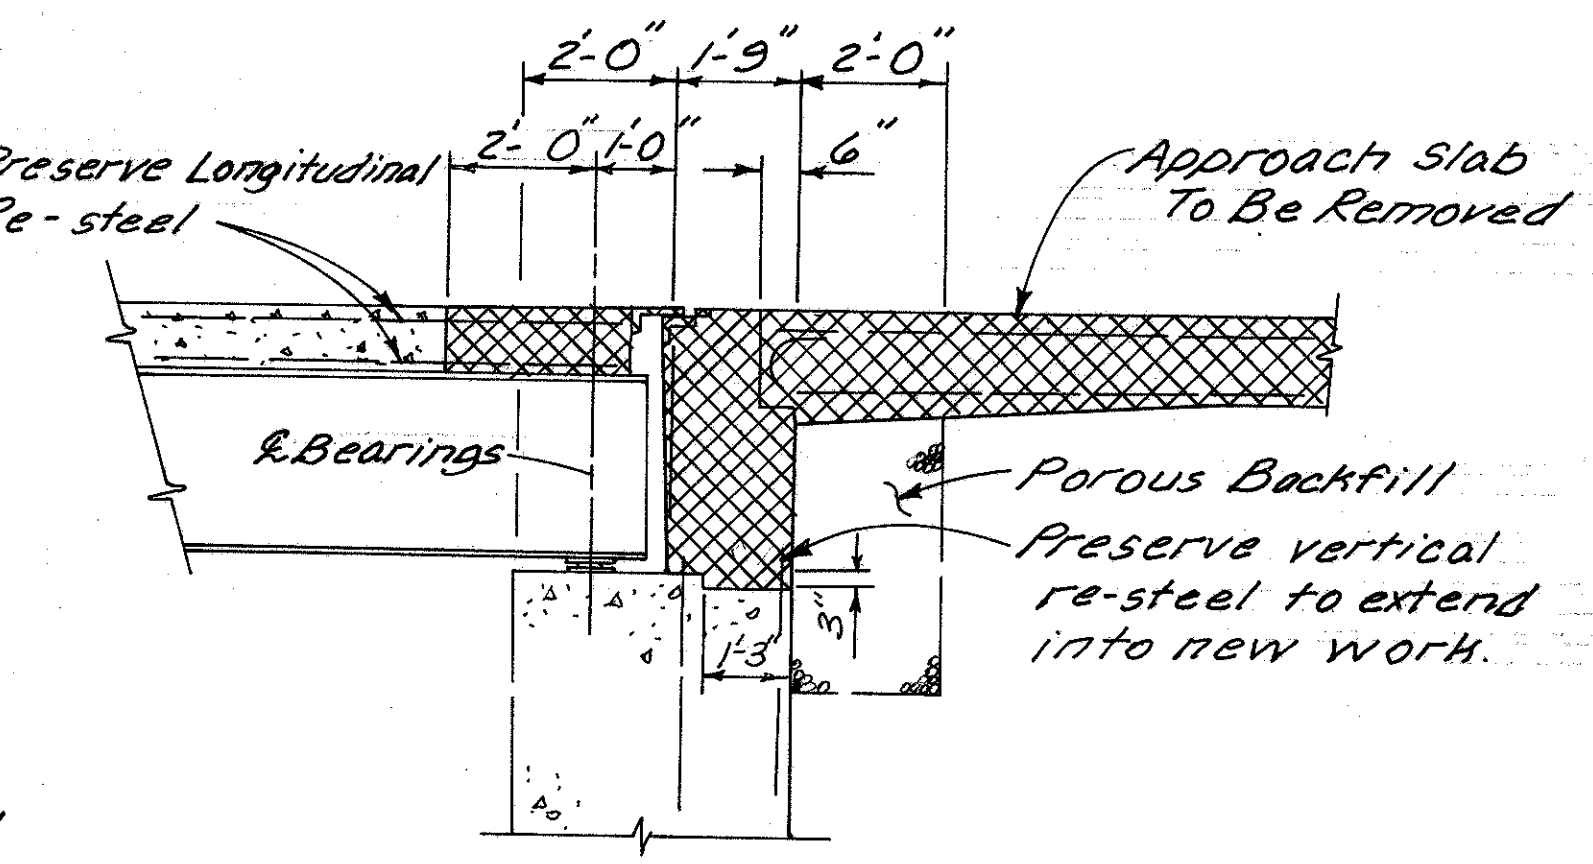 2'-0" 1'-9" 2'-0"
2'-0" 1'-0" 6"
Preserve Longitudinal
Re-steel
Approach Slab
To Be Removed
℄ Bearings
Porous Backfill
Preserve vertical
re-steel to extend
into new work.
3"
1'-3"